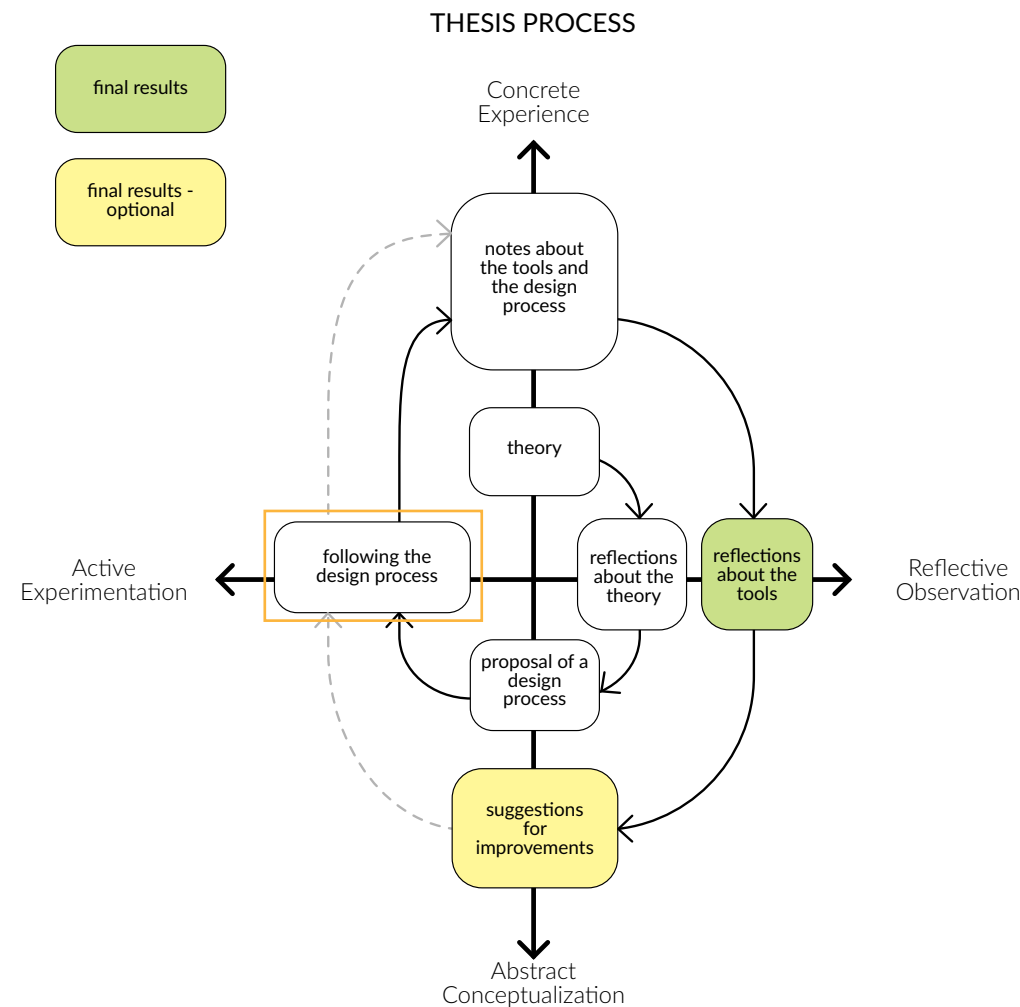 THESIS PROCESS
final results
final results -
optional
Concrete
Experience
notes about
the tools and
the design
process
theory
Active
Experimentation
following the
design process
reflections
about the
theory
reflections
about the
tools
Reflective
Observation
proposal of a
design
process
suggestions
for
improvements
Abstract
Conceptualization